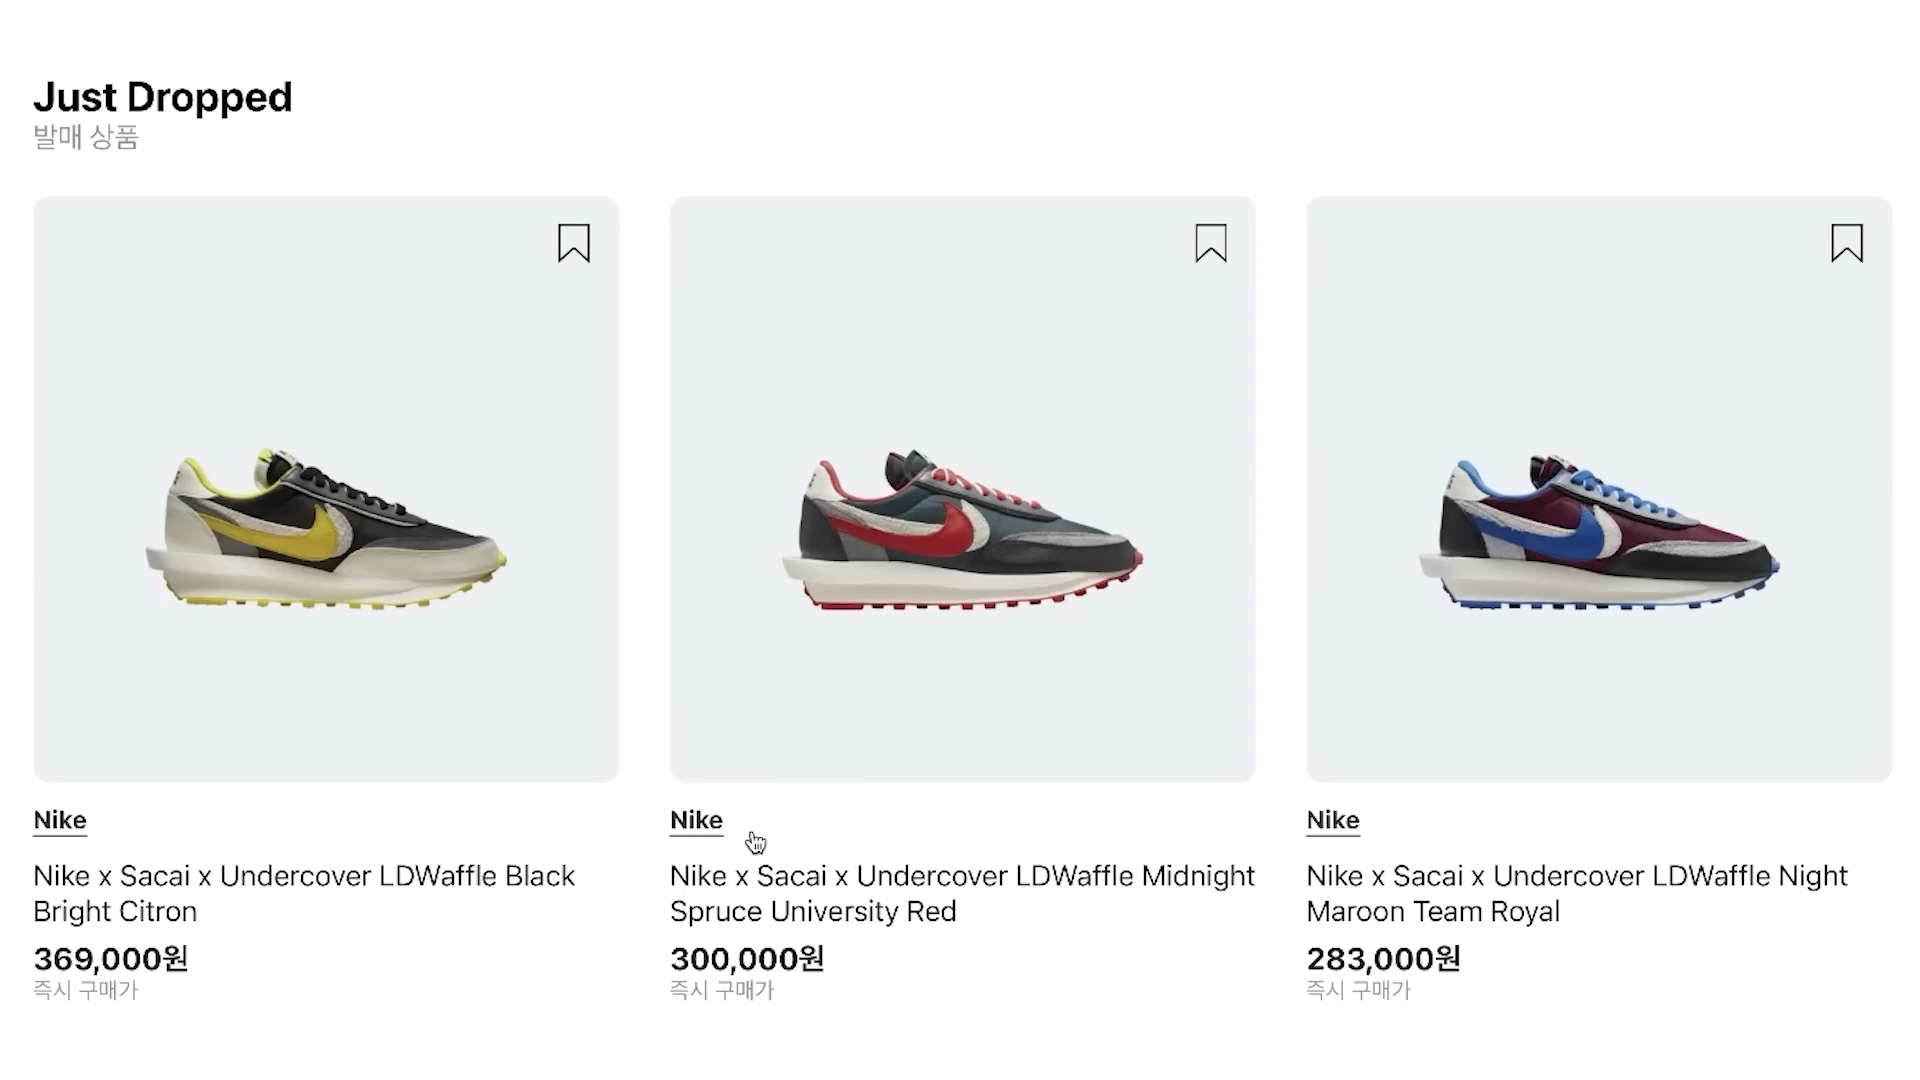 Just Dropped
발매 상품
Nike
Nike x Sacai x Undercover LDWaffle Black
Bright Citron
369,000원
즉시 구매가
Nike
Nike x Sacai x Undercover LDWaffle Midnight
Spruce University Red
300,000원
즉시 구매가
Nike
Nike x Sacai x Undercover LDWaffle Night
Maroon Team Royal
283,000원
즉시 구매가